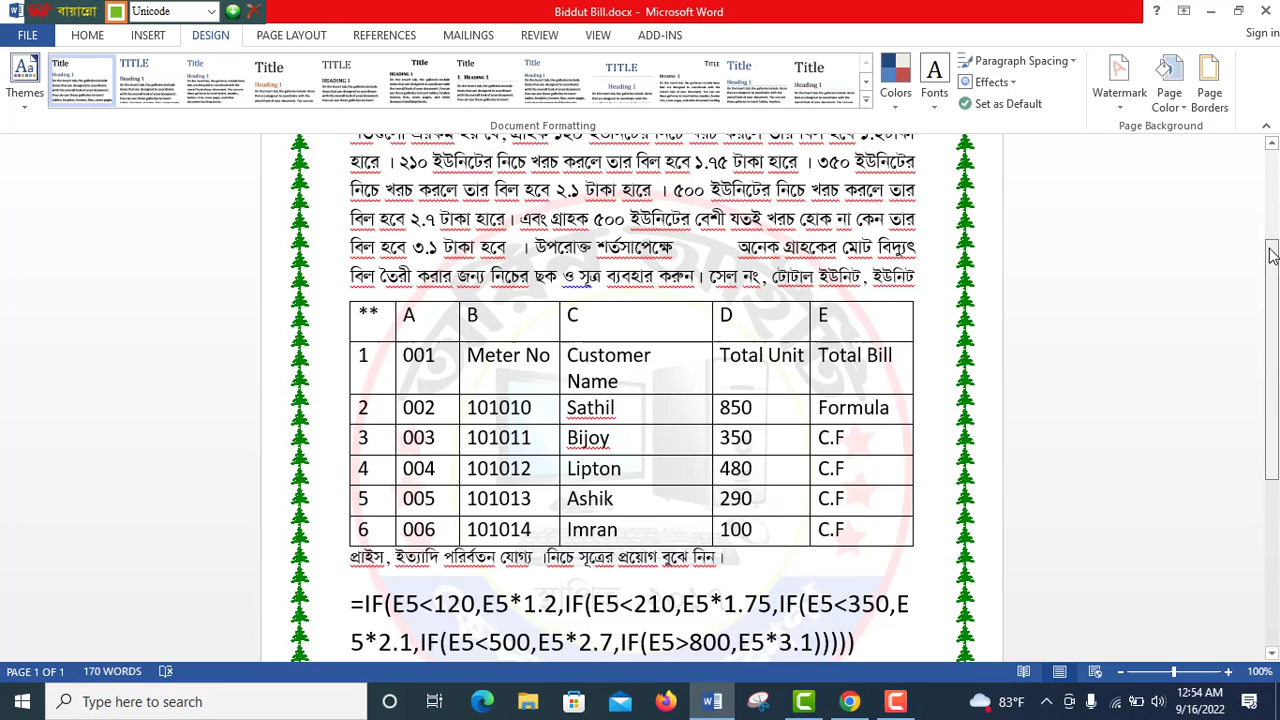 বায়ান্নো Unicode Biddut Bill.docx - Microsoft Word ?
FILE HOME INSERT DESIGN PAGE LAYOUT REFERENCES MAILINGS REVIEW VIEW ADD-INS Sign in
Themes Colors Fonts Paragraph Spacing Effects Set as Default Watermark Page Color Page Borders
Document Formatting Page Background
হারে । ২১০ ইউনিটের নিচে খরচ করলে তার বিল হবে ১.৭৫ টাকা হারে । ৩৫০ ইউনিটের
নিচে খরচ করলে তার বিল হবে ২.১ টাকা হারে । ৫০০ ইউনিটের নিচে খরচ করলে তার
বিল হবে ২.৭ টাকা হারে। এবং গ্রাহক ৫০০ ইউনিটের বেশী যতই খরচ হোক না কেন তার
বিল হবে ৩.১ টাকা হবে । উপরোক্ত শর্তসাপেক্ষে অনেক গ্রাহকের মোট বিদ্যুৎ
বিল তৈরী করার জন্য নিচের ছক ও সুত্র ব্যবহার করুন। সেল নং, টোটাল ইউনিট, ইউনিট
** A B C D E
1 001 Meter No Customer Name Total Unit Total Bill
2 002 101010 Sathil 850 Formula
3 003 101011 Bijoy 350 C.F
4 004 101012 Lipton 480 C.F
5 005 101013 Ashik 290 C.F
6 006 101014 Imran 100 C.F
প্রাইস, ইত্যাদি পরির্বতন যোগ্য ।নিচে সূত্রের প্রয়োগ বুঝে নিন।
=IF(E5<120,E5*1.2,IF(E5<210,E5*1.75,IF(E5<350,E
5*2.1,IF(E5<500,E5*2.7,IF(E5>800,E5*3.1)))))
PAGE 1 OF 1 170 WORDS 100%
Type here to search 83°F 12:54 AM
9/16/2022